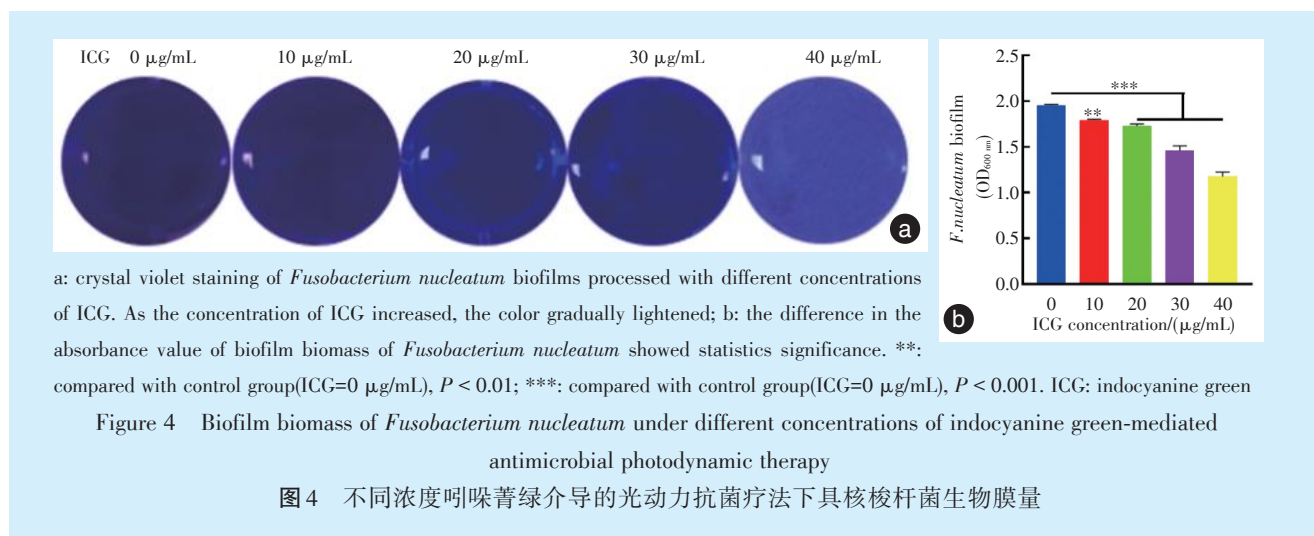 ICG 0 μg/mL 10 μg/mL 20 μg/mL 30 μg/mL 40 μg/mL
a
2.5
2.0
1.5
1.0
0.5
0.0
F.nucleatum biofilm
(OD600 nm)
***
**
0 10 20 30 40
ICG concentration/(μg/mL)
b
a: crystal violet staining of Fusobacterium nucleatum biofilms processed with different concentrations
of ICG. As the concentration of ICG increased, the color gradually lightened; b: the difference in the
absorbance value of biofilm biomass of Fusobacterium nucleatum showed statistics significance. **:
compared with control group(ICG=0 μg/mL), P < 0.01; ***: compared with control group(ICG=0 μg/mL), P < 0.001. ICG: indocyanine green
Figure 4 Biofilm biomass of Fusobacterium nucleatum under different concentrations of indocyanine green-mediated
antimicrobial photodynamic therapy
图4 不同浓度吲哚菁绿介导的光动力抗菌疗法下具核梭杆菌生物膜量